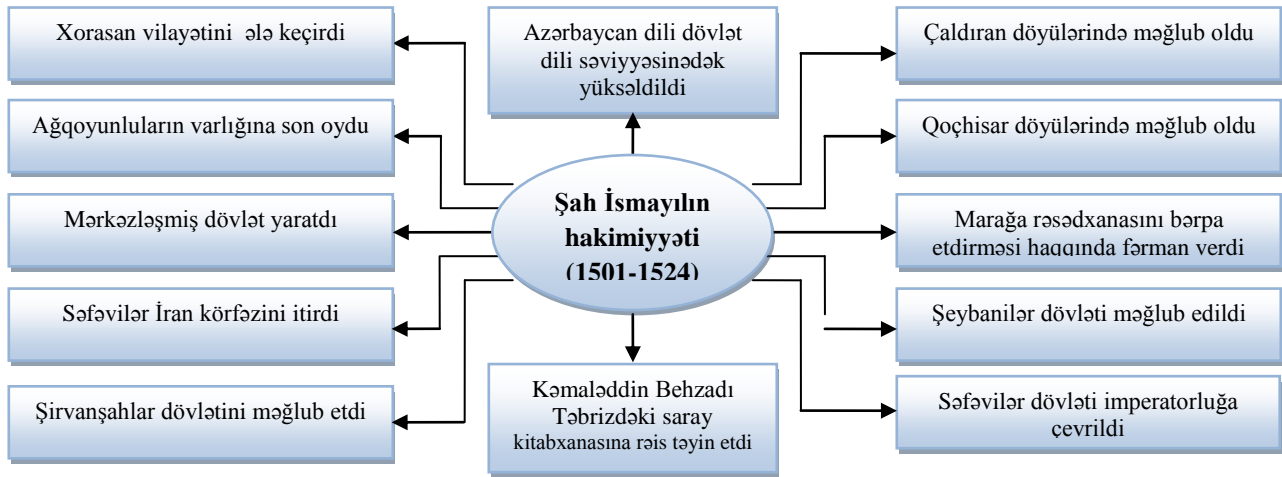 Xorasan vilayətini ələ keçirdi
Ağqoyunluların varlığına son oydu
Mərkəzləşmiş dövlət yaratdı
Səfəvilər İran körfəzini itirdi
Şirvanşahlar dövlətini məğlub etdi
Azərbaycan dili dövlət
dili səviyyəsinədək
yüksəldildi
Şah İsmayılın
hakimiyyəti
(1501-1524)
Kəmaləddin Behzadı
Təbrizdəki saray
kitabxanasına rəis təyin etdi
Çaldıran döyülərində məğlub oldu
Qoçhisar döyülərində məğlub oldu
Marağa rəsədxanasını bərpa
etdirməsi haqqında fərman verdi
Şeybanilər dövləti məğlub edildi
Səfəvilər dövləti imperatorluğa
çevrildi